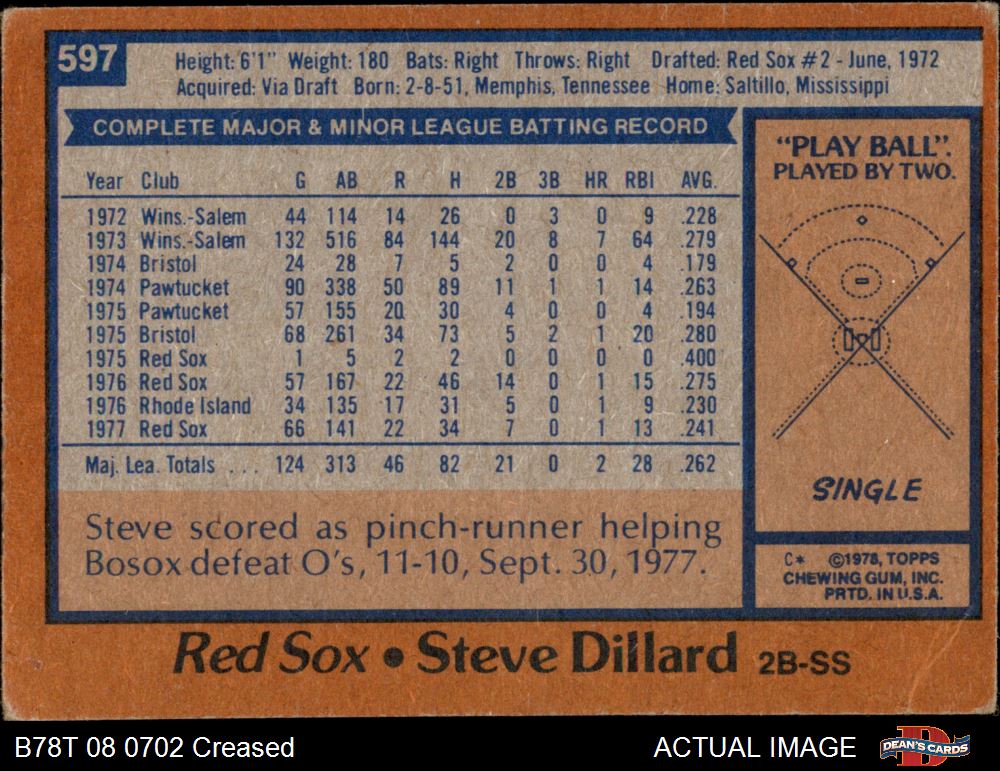 597
Height: 6'1" Weight: 180 Bats: Right Throws: Right Drafted: Red Sox #2 - June, 1972
Acquired: Via Draft Born: 2-8-51, Memphis, Tennessee Home: Saltillo, Mississippi
COMPLETE MAJOR & MINOR LEAGUE BATTING RECORD
Year Club G AB R H 2B 3B HR RBI AVG.
1972 Wins.-Salem 44 114 14 26 0 3 0 9 .228
1973 Wins.-Salem 132 516 84 144 20 8 7 64 .279
1974 Bristol 24 28 7 5 2 0 0 4 .179
1974 Pawtucket 90 338 50 89 11 1 1 14 .263
1975 Pawtucket 57 155 20 30 4 0 0 4 .194
1975 Bristol 68 261 34 73 5 2 1 20 .280
1975 Red Sox 1 5 2 2 0 0 0 0 .400
1976 Red Sox 57 167 22 46 14 0 1 15 .275
1976 Rhode Island 34 135 17 31 5 0 1 9 .230
1977 Red Sox 66 141 22 34 7 0 1 13 .241
Maj. Lea. Totals . . . 124 313 46 82 21 0 2 28 .262
Steve scored as pinch-runner helping
Bosox defeat O's, 11-10, Sept. 30, 1977.
"PLAY BALL".
PLAYED BY TWO.
SINGLE
C* ©1978, TOPPS
CHEWING GUM, INC.
PRTD. IN U.S.A.
Red Sox • Steve Dillard 2B-SS
B78T 08 0702 Creased
ACTUAL IMAGE
DEAN'S CARDS